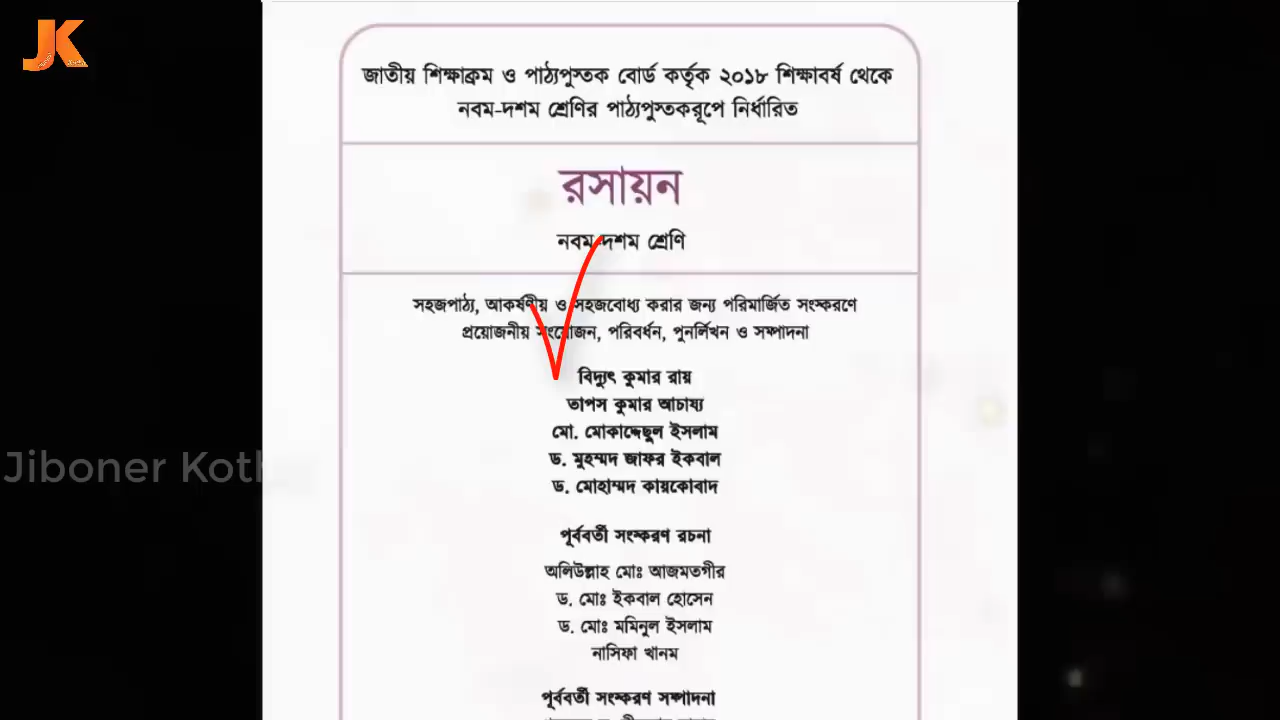 JK
জাতীয় শিক্ষাক্রম ও পাঠ্যপুস্তক বোর্ড কর্তৃক ২০১৮ শিক্ষাবর্ষ থেকে
নবম-দশম শ্রেণির পাঠ্যপুস্তকরূপে নির্ধারিত
রসায়ন
নবম-দশম শ্রেণি
সহজপাঠ্য, আকর্ষণীয় ও সহজবোধ্য করার জন্য পরিমার্জিত সংস্করণে
প্রয়োজনীয় সংযোজন, পরিবর্ধন, পুনর্লিখন ও সম্পাদনা
বিদ্যুৎ কুমার রায়
তাপস কুমার আচার্য্য
মো. মোকাদ্দেছুল ইসলাম
ড. মুহম্মদ জাফর ইকবাল
ড. মোহাম্মদ কায়কোবাদ
Jiboner Koth
পূর্ববর্তী সংস্করণ রচনা
অলিউল্লাহ মোঃ আজমতগীর
ড. মোঃ ইকবাল হোসেন
ড. মোঃ মমিনুল ইসলাম
নাসিফা খানম
পূর্ববর্তী সংস্করণ সম্পাদনা